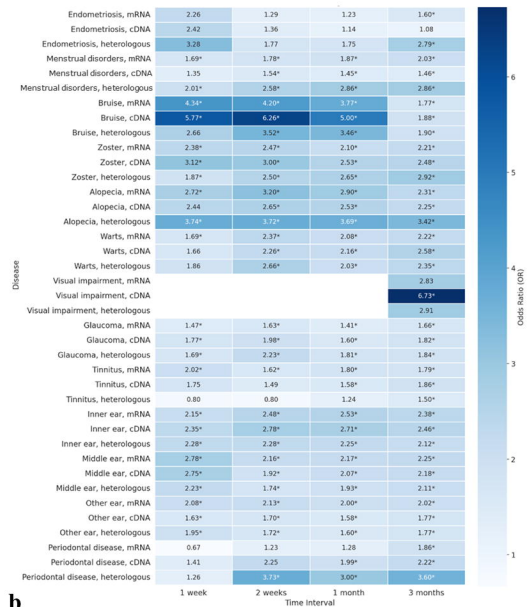 Endometriosis, mRNA 2.26 1.29 1.23 1.60*
Endometriosis, cDNA 2.42 1.36 1.14 1.08
Endometriosis, heterologous 3.28 1.77 1.75 2.79*
Menstrual disorders, mRNA 1.69* 1.78* 1.87* 2.03*
Menstrual disorders, cDNA 1.35 1.54* 1.45* 1.46*
Menstrual disorders, heterologous 2.01* 2.58* 2.86* 2.86*
Bruise, mRNA 4.34* 4.20* 3.77* 1.77*
Bruise, cDNA 5.77* 6.26* 5.00* 1.88*
Bruise, heterologous 2.66 3.52* 3.46* 1.90*
Zoster, mRNA 2.38* 2.47* 2.10* 2.21*
Zoster, cDNA 3.12* 3.00* 2.53* 2.48*
Zoster, heterologous 1.87* 2.50* 2.65* 2.92*
Alopecia, mRNA 2.72* 3.20* 2.90* 2.31*
Alopecia, cDNA 2.44 2.65* 2.53* 2.25*
Alopecia, heterologous 3.74* 3.72* 3.69* 3.42*
Warts, mRNA 1.69* 2.37* 2.08* 2.22*
Warts, cDNA 1.66 2.26* 2.16* 2.58*
Warts, heterologous 1.86 2.66* 2.03* 2.35*
Visual impairment, mRNA 2.83
Visual impairment, cDNA 6.73*
Visual impairment, heterologous 2.91
Glaucoma, mRNA 1.47* 1.63* 1.41* 1.66*
Glaucoma, cDNA 1.77* 1.98* 1.60* 1.82*
Glaucoma, heterologous 1.69* 2.23* 1.81* 1.84*
Tinnitus, mRNA 2.02* 1.62* 1.80* 1.79*
Tinnitus, cDNA 1.75 1.49 1.58* 1.86*
Tinnitus, heterologous 0.80 0.80 1.24 1.50*
Inner ear, mRNA 2.15* 2.48* 2.53* 2.38*
Inner ear, cDNA 2.35* 2.78* 2.71* 2.46*
Inner ear, heterologous 2.28* 2.28* 2.25* 2.12*
Middle ear, mRNA 2.78* 2.16* 2.17* 2.25*
Middle ear, cDNA 2.75* 1.92* 2.07* 2.18*
Middle ear, heterologous 2.23* 1.74* 1.93* 2.11*
Other ear, mRNA 2.08* 2.13* 2.00* 2.02*
Other ear, cDNA 1.63* 1.70* 1.58* 1.77*
Other ear, heterologous 1.95* 1.72* 1.60* 1.77*
Periodontal disease, mRNA 0.67 1.23 1.28 1.86*
Periodontal disease, cDNA 1.41 2.25 1.99* 2.22*
Periodontal disease, heterologous 1.26 3.73* 3.00* 3.60*
1 week 2 weeks 1 month 3 months
Time Interval
Disease
6
5
4
3
2
1
Odds Ratio (OR)
b